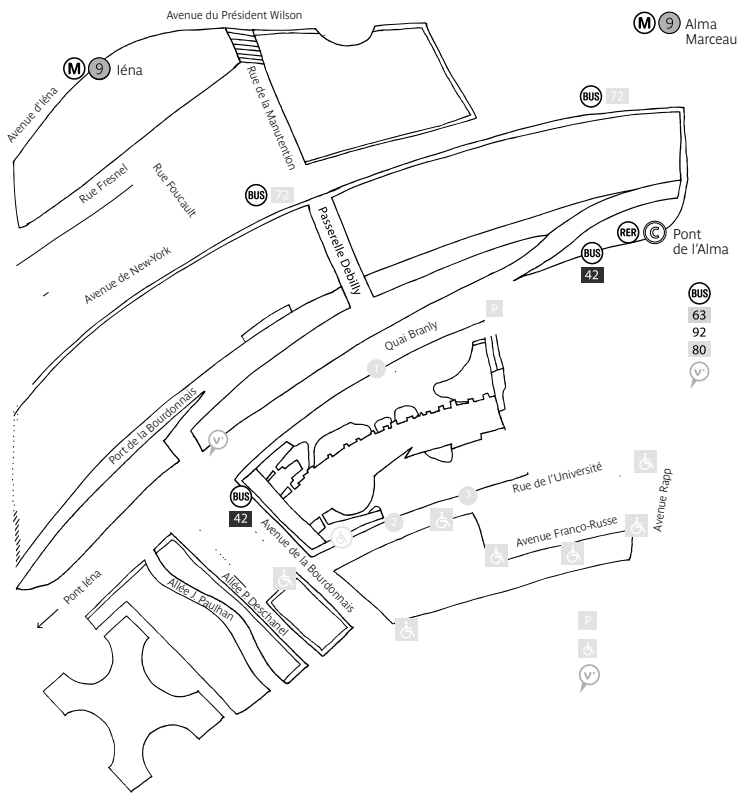 Avenue du Président Wilson
M 9 Alma
Marceau
M 9 Iéna
Avenue d'Iéna
Rue de la Manutention
BUS 72
Rue Fresnel
Rue Foucault
BUS 72
Passerelle Debilly
RER C Pont
de l'Alma
BUS
42
Avenue de New-York
BUS
63
92
80
v+
P
Quai Branly
1
Port de la Bourdonnais
v+
Rue de l'Université
Avenue Rapp
3
BUS
42
2
Avenue Franco-Russe
Avenue de la Bourdonnais
Pont Iéna
Allée J. Paulhan
Allée P. Deschanel
P
v+